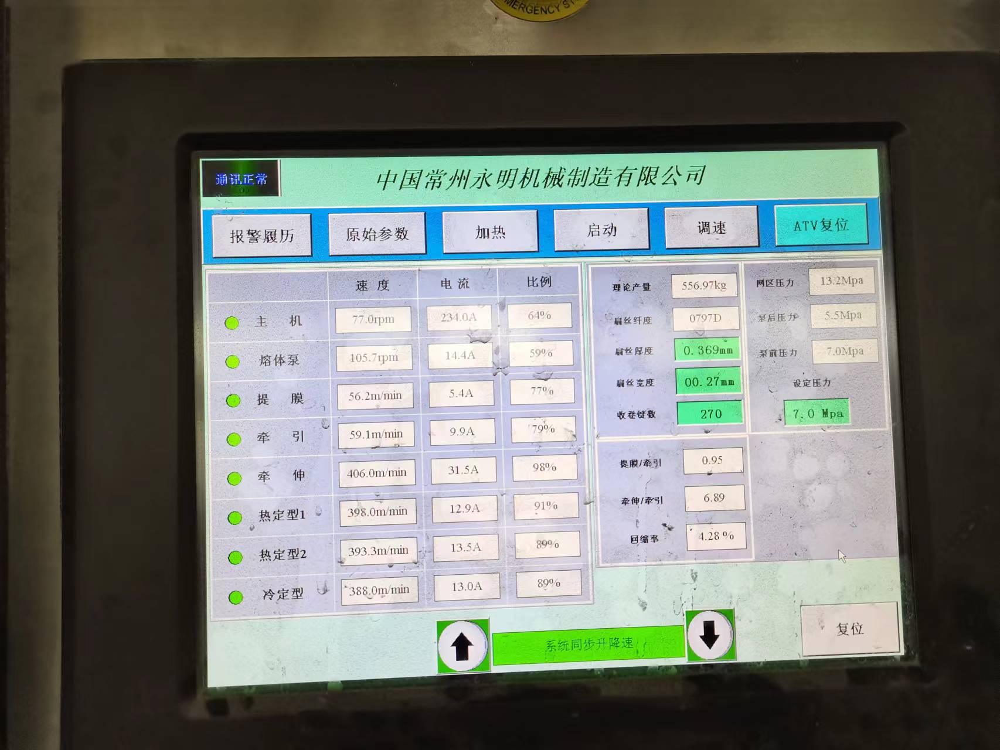 EMERGENCY ST
通讯正常
00
中国常州永明机械制造有限公司
报警履历 原始参数 加热 启动 调速 ATV复位
速度 电流 比例
主机 77.0rpm 234.0A 64%
熔体泵 105.7rpm 14.4A 59%
提膜 56.2m/min 5.4A 77%
牵引 59.1m/min 9.9A 79%
牵伸 406.0m/min 31.5A 98%
热定型1 398.0m/min 12.9A 91%
热定型2 393.3m/min 13.5A 89%
冷定型 388.0m/min 13.0A 89%
理论产量 556.97kg
扁丝纤度 0797D
扁丝厚度 0.369mm
扁丝宽度 00.27mm
收卷锭数 270
网区压力 13.2Mpa
泵后压力 5.5Mpa
泵前压力 7.0Mpa
设定压力
7.0 Mpa
提膜/牵引 0.95
牵伸/牵引 6.89
回缩率 4.28 %
系统同步升降速
复位